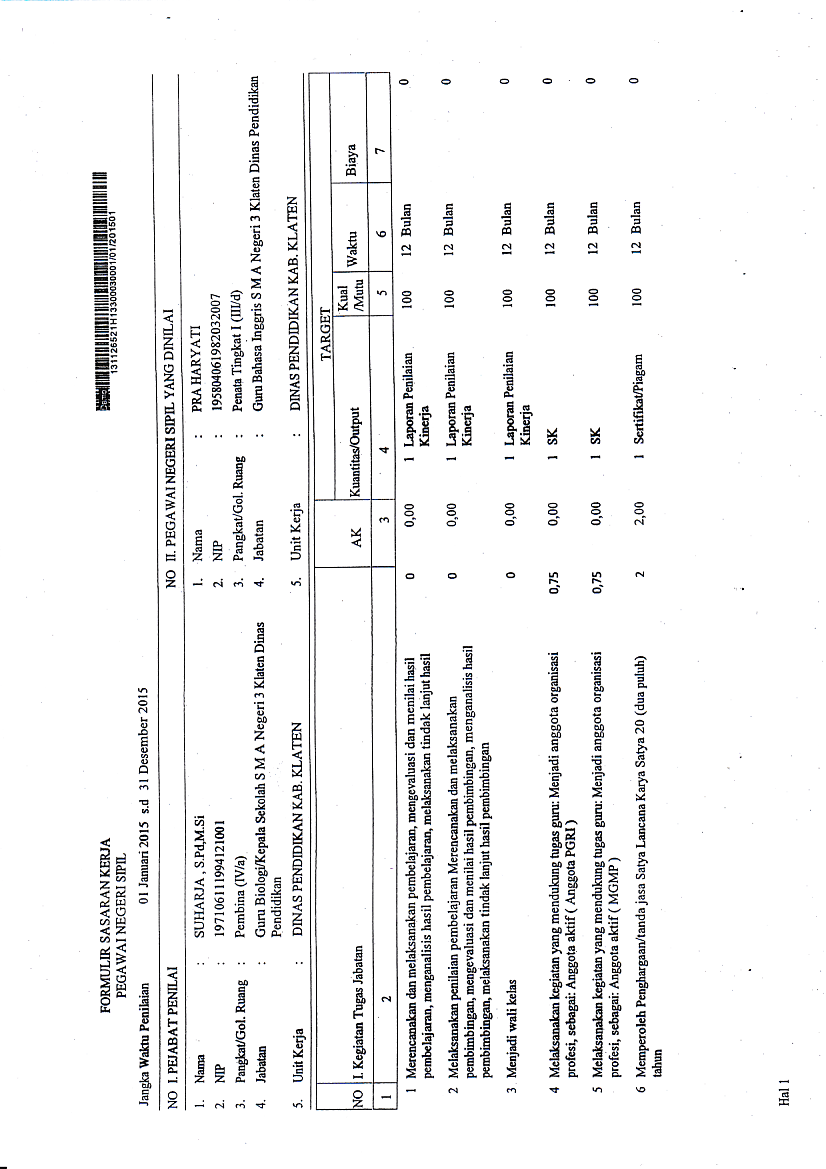 131126521H13300030001/01/201501
FORMULIR SASARAN KERJA
PEGAWAI NEGERI SIPIL
Jangka Waktu Penilaian 01 Januari 2015 s.d 31 Desember 2015
NO I. PEJABAT PENILAI NO II. PEGAWAI NEGERI SIPIL YANG DINILAI
1. Nama : SUHARJA , S.Pd,M.Si 1. Nama : PRA HARYATI
2. NIP : 197106111994121001 2. NIP : 195804061982032007
3. Pangkat/Gol. Ruang : Pembina (IV/a) 3. Pangkat/Gol. Ruang : Penata Tingkat I (III/d)
4. Jabatan : Guru Biologi/Kepala Sekolah S M A Negeri 3 Klaten Dinas 4. Jabatan : Guru Bahasa Inggris S M A Negeri 3 Klaten Dinas Pendidikan
Pendidikan
5. Unit Kerja : DINAS PENDIDIKAN KAB. KLATEN 5. Unit Kerja : DINAS PENDIDIKAN KAB. KLATEN
TARGET
NO I. Kegiatan Tugas Jabatan AK Kuantitas/Output Kual Waktu Biaya
/Mutu
1 2 3 4 5 6 7
1 Merencanakan dan melaksanakan pembelajaran, mengevaluasi dan menilai hasil 0 0,00 1 Laporan Penilaian 100 12 Bulan 0
pembelajaran, menganalisis hasil pembelajaran, melaksanakan tindak lanjut hasil Kinerja
2 Melaksanakan penilaian pembelajaran Merencanakan dan melaksanakan 0 0,00 1 Laporan Penilaian 100 12 Bulan 0
pembimbingan, mengevaluasi dan menilai hasil pembimbingan, menganalisis hasil Kinerja
pembimbingan, melaksanakan tindak lanjut hasil pembimbingan
3 Menjadi wali kelas 0 0,00 1 Laporan Penilaian 100 12 Bulan 0
Kinerja
4 Melaksanakan kegiatan yang mendukung tugas guru: Menjadi anggota organisasi 0,75 0,00 1 SK 100 12 Bulan 0
profesi, sebagai: Anggota aktif ( Anggota PGRI )
5 Melaksanakan kegiatan yang mendukung tugas guru: Menjadi anggota organisasi 0,75 0,00 1 SK 100 12 Bulan 0
profesi, sebagai: Anggota aktif ( MGMP )
6 Memperoleh Penghargaan/tanda jasa Satya Lancana Karya Satya 20 (dua puluh) 2 2,00 1 Sertifikat/Piagam 100 12 Bulan 0
tahun
Hal 1